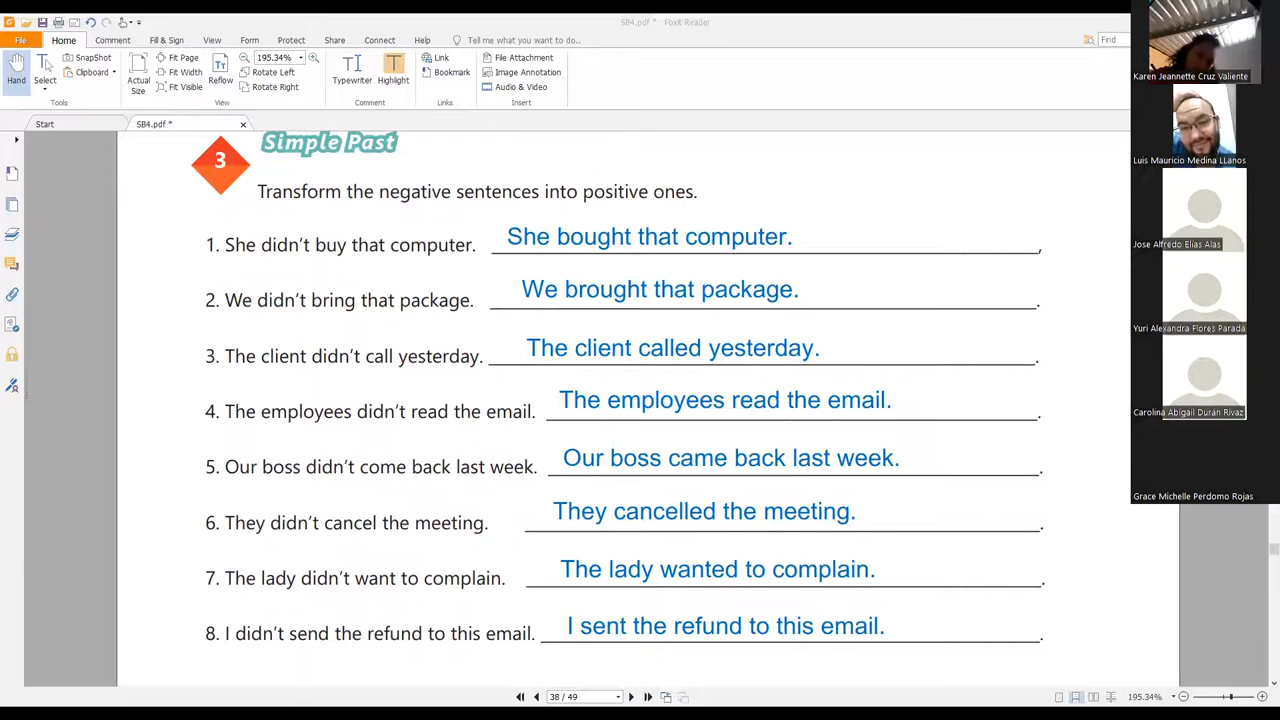 SB4.pdf * - Foxit Reader
File Home Comment Fill & Sign View Form Protect Share Connect Help Tell me what you want to do.. Find
Hand
Select
SnapShot
Clipboard
Actual Size
Fit Page
Fit Width
Fit Visible
Reflow
195.34%
Rotate Left
Rotate Right
Typewriter
Highlight
Link
Bookmark
File Attachment
Image Annotation
Audio & Video
Tools View Comment Links Insert
Start SB4.pdf *
Simple Past
3
Transform the negative sentences into positive ones.
1. She didn’t buy that computer. She bought that computer.
2. We didn’t bring that package. We brought that package.
3. The client didn’t call yesterday. The client called yesterday.
4. The employees didn’t read the email. The employees read the email.
5. Our boss didn’t come back last week. Our boss came back last week.
6. They didn’t cancel the meeting. They cancelled the meeting.
7. The lady didn’t want to complain. The lady wanted to complain.
8. I didn’t send the refund to this email. I sent the refund to this email.
38 / 49
195.34%
Karen Jeannette Cruz Valiente
Luis Mauricio Medina LLanos
Jose Alfredo Elias Alas
Yuri Alexandra Flores Parada
Carolina Abigail Durán Rivaz
Grace Michelle Perdomo Rojas